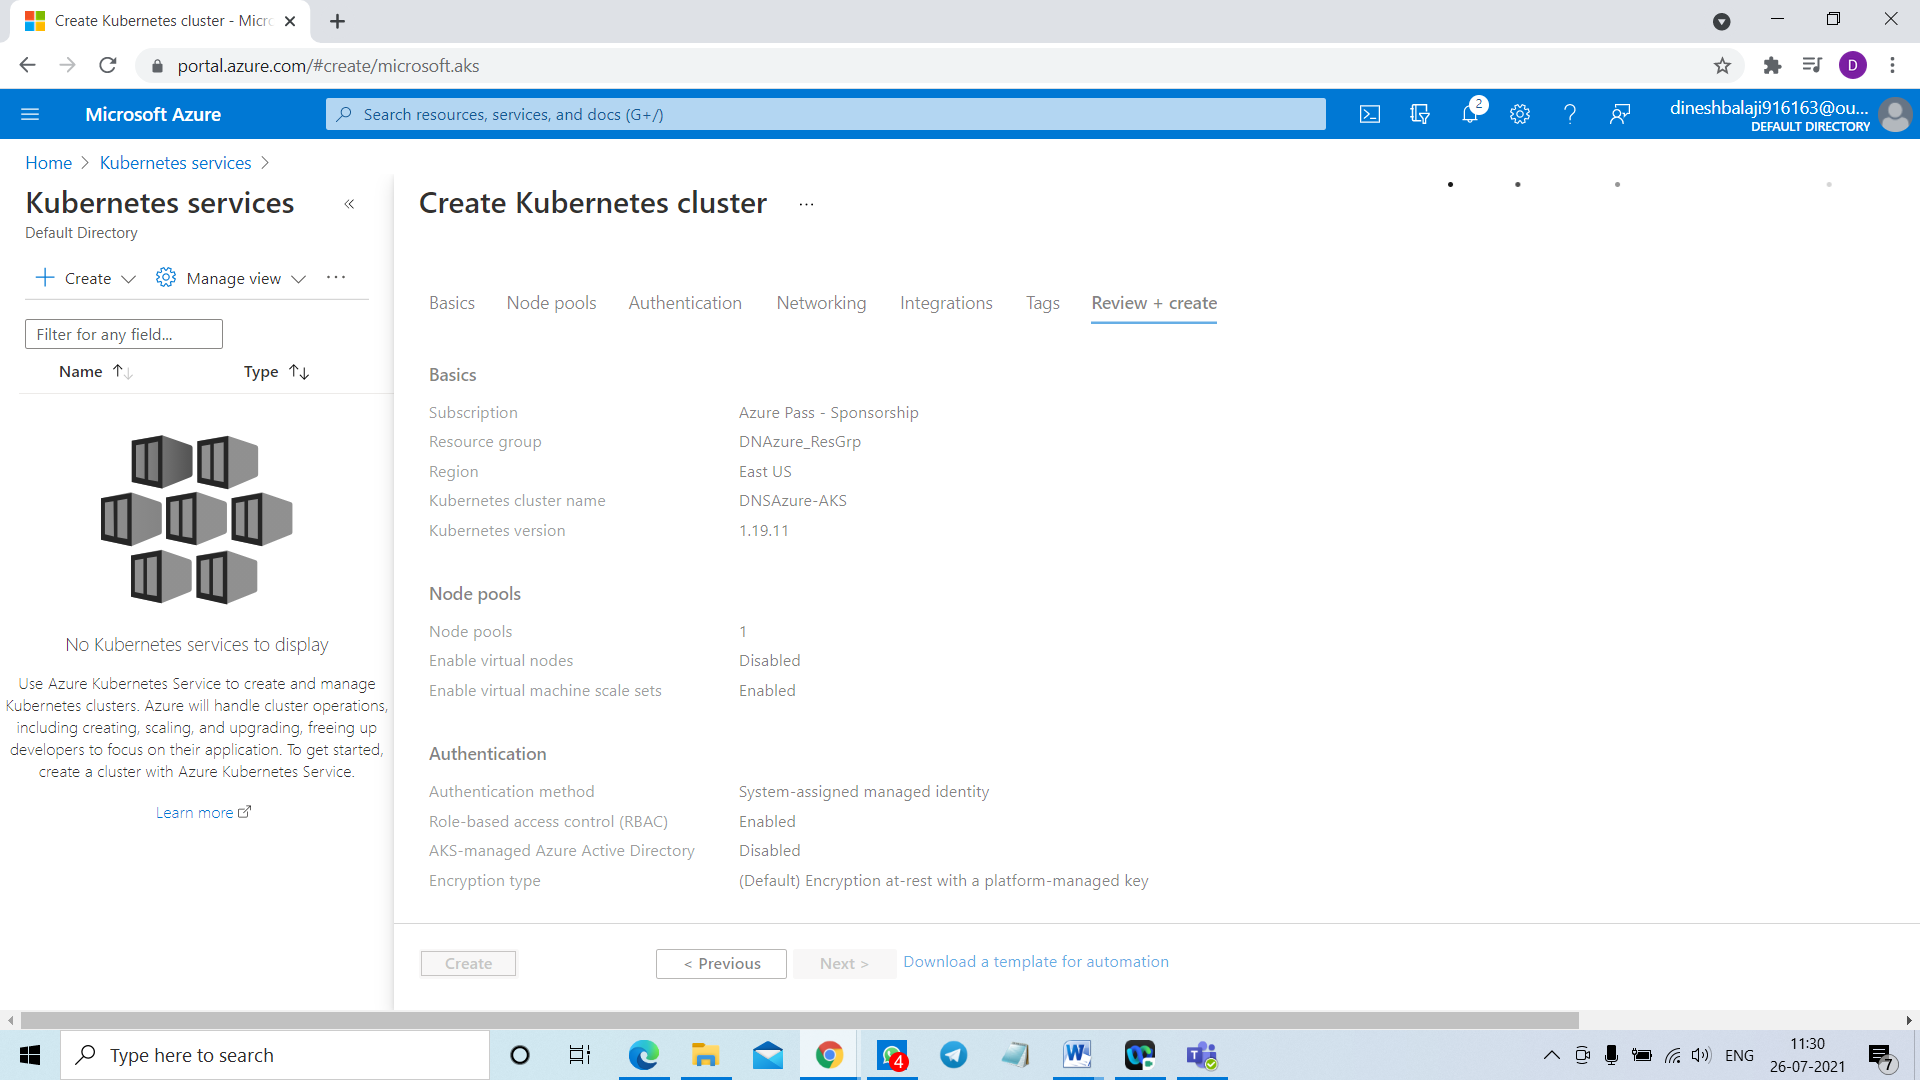 Create Kubernetes cluster - Micro
portal.azure.com/#create/microsoft.aks
D
Microsoft Azure
Search resources, services, and docs (G+/)
2
dineshbalaji916163@ou...
DEFAULT DIRECTORY
Home > Kubernetes services >
Kubernetes services
Default Directory
Create
Manage view
Filter for any field...
Name
Type
No Kubernetes services to display
Use Azure Kubernetes Service to create and manage
Kubernetes clusters. Azure will handle cluster operations,
including creating, scaling, and upgrading, freeing up
developers to focus on their application. To get started,
create a cluster with Azure Kubernetes Service.
Learn more
Create Kubernetes cluster ...
Basics Node pools Authentication Networking Integrations Tags Review + create
Basics
Subscription Azure Pass - Sponsorship
Resource group DNAzure_ResGrp
Region East US
Kubernetes cluster name DNSAzure-AKS
Kubernetes version 1.19.11
Node pools
Node pools 1
Enable virtual nodes Disabled
Enable virtual machine scale sets Enabled
Authentication
Authentication method System-assigned managed identity
Role-based access control (RBAC) Enabled
AKS-managed Azure Active Directory Disabled
Encryption type (Default) Encryption at-rest with a platform-managed key
Create
< Previous
Next >
Download a template for automation
Type here to search
4
ENG
11:30
26-07-2021
7